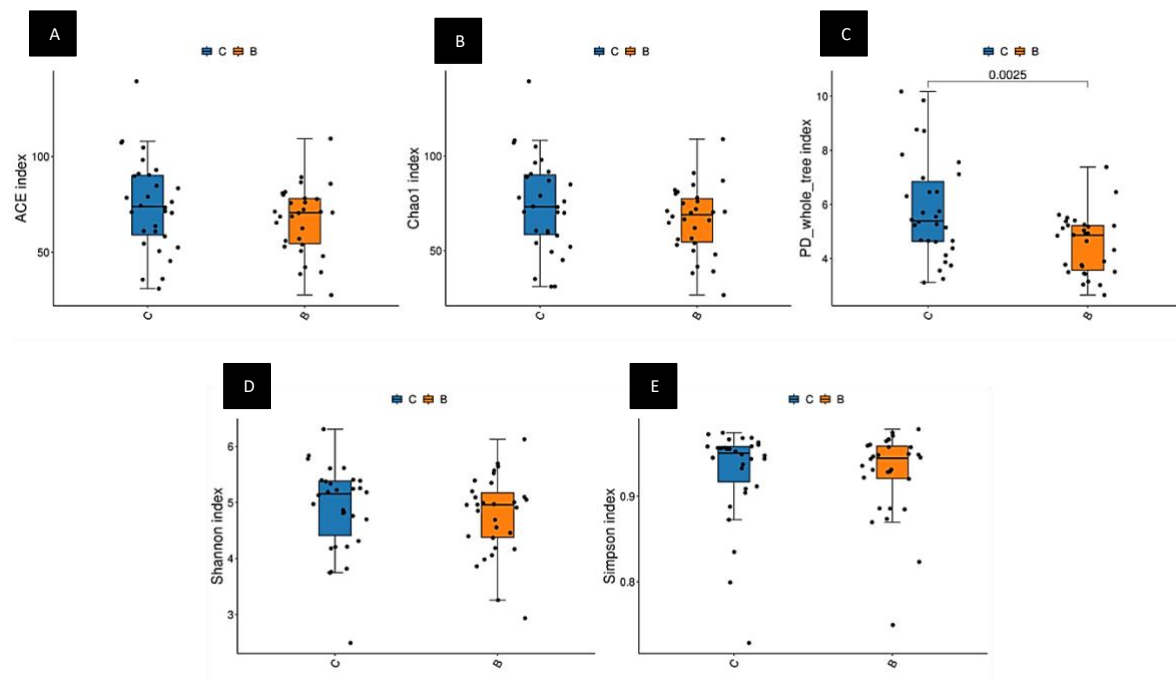 A
C B
ACE index
100
50
C
B
B
C B
Chao1 index
100
50
C
B
C
C B
0.0025
PD_whole_tree index
10
8
6
4
C
B
D
C B
Shannon index
6
5
4
3
C
B
E
C B
Simpson index
0.9
0.8
C
B